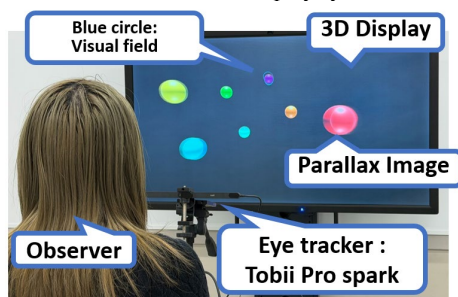 Blue circle:
Visual field
3D Display
Parallax Image
Observer
Eye tracker :
Tobii Pro spark